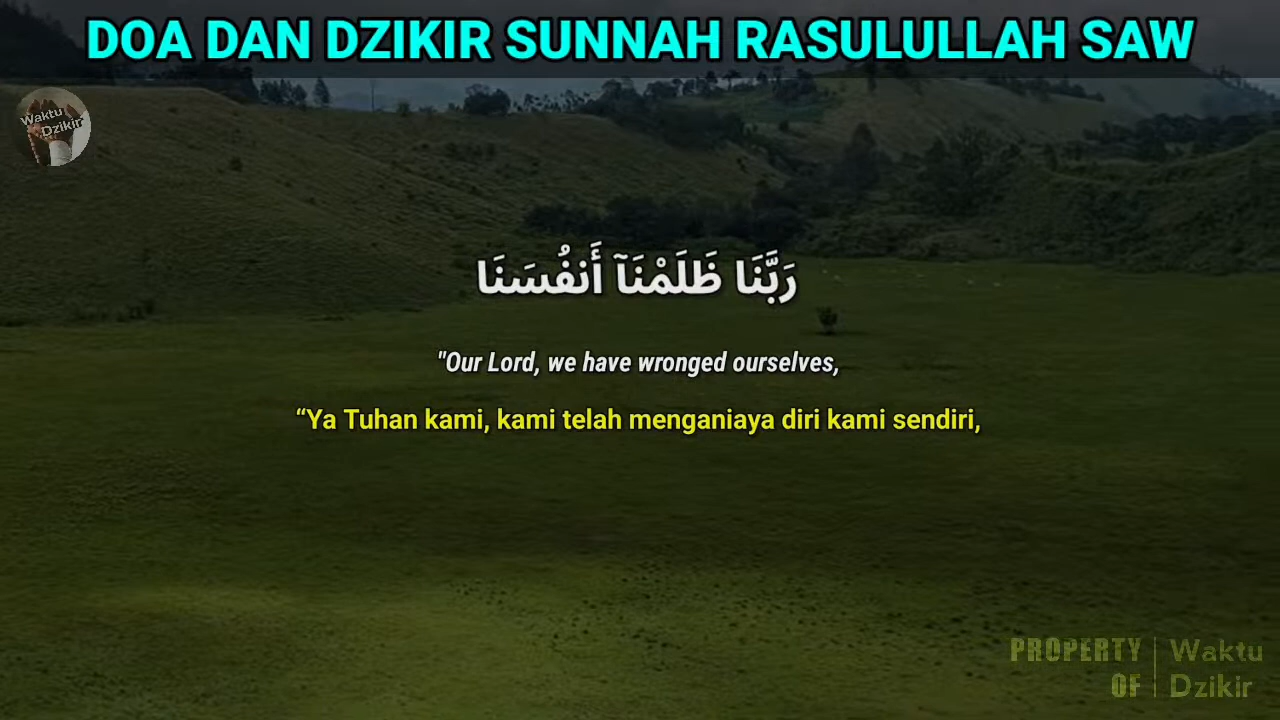 DOA DAN DZIKIR SUNNAH RASULULLAH SAW
Waktu
Dzikir
رَبَّنَا ظَلَمْنَآ أَنفُسَنَا
"Our Lord, we have wronged ourselves,
“Ya Tuhan kami, kami telah menganiaya diri kami sendiri,
PROPERTY OF | Waktu Dzikir